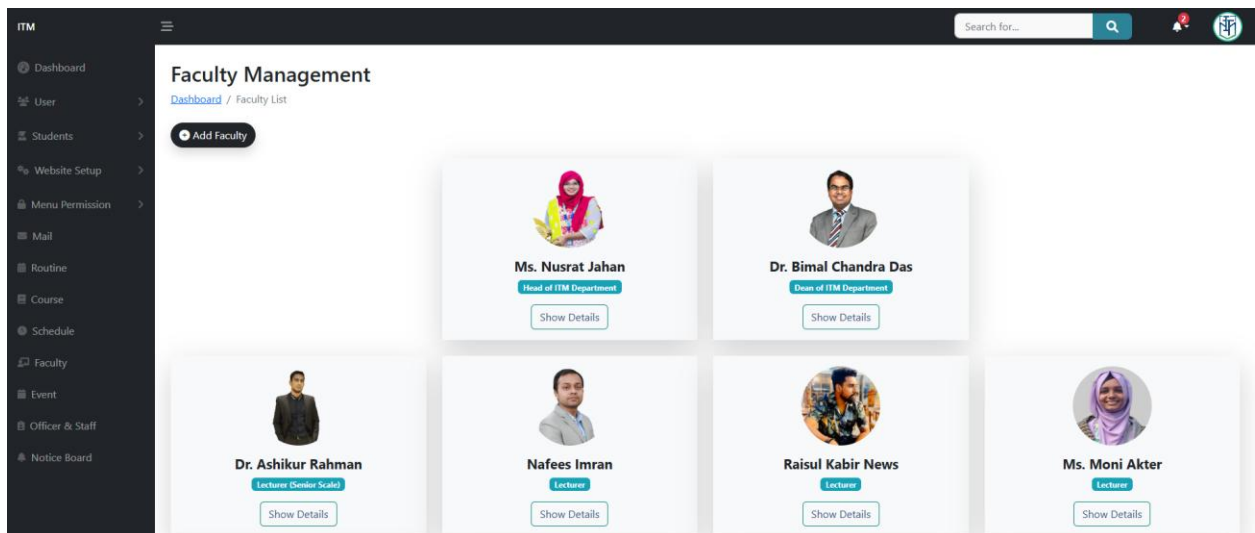 ITM
Search for...
2
Dashboard
User
Students
Website Setup
Menu Permission
Mail
Routine
Course
Schedule
Faculty
Event
Officer & Staff
Notice Board
Faculty Management
Dashboard / Faculty List
Add Faculty
Ms. Nusrat Jahan
Head of ITM Department
Show Details
Dr. Bimal Chandra Das
Dean of ITM Department
Show Details
Dr. Ashikur Rahman
Lecturer (Senior Scale)
Show Details
Nafees Imran
Lecturer
Show Details
Raisul Kabir News
Lecturer
Show Details
Ms. Moni Akter
Lecturer
Show Details